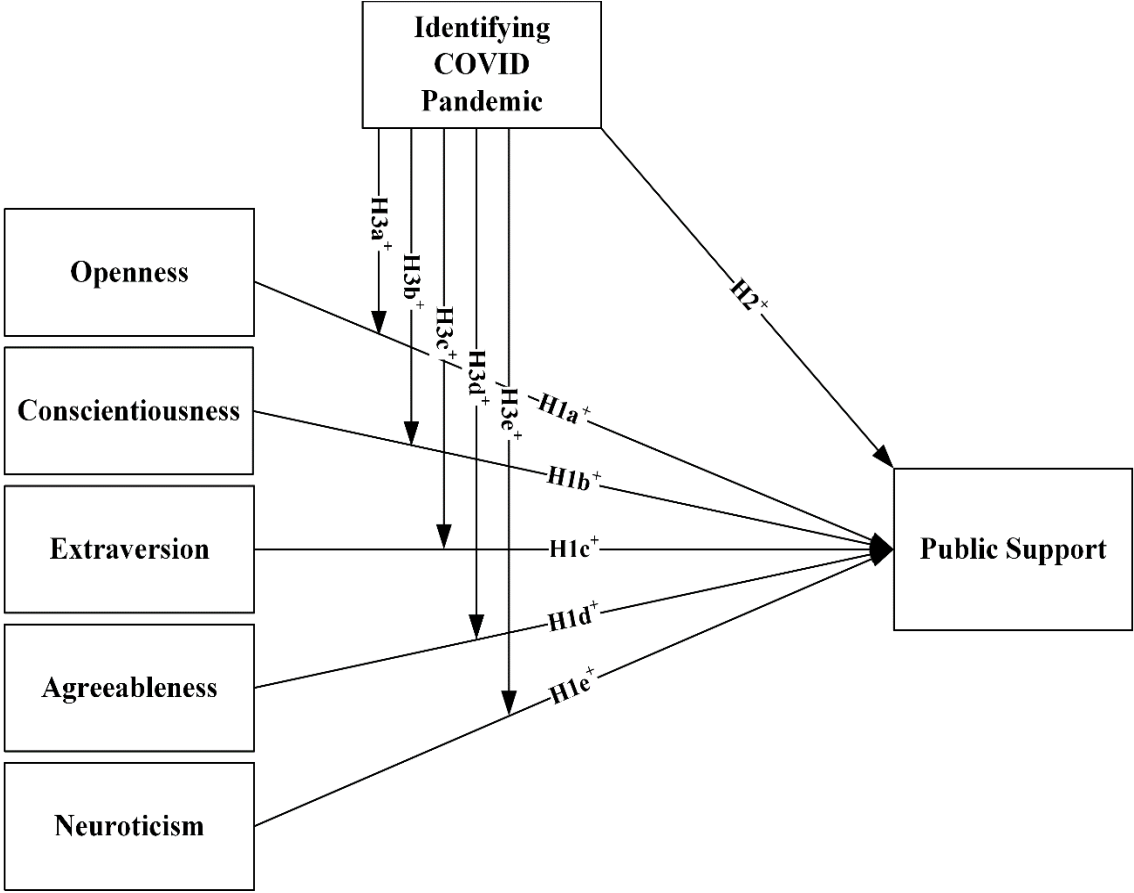 Identifying
COVID
Pandemic
H3a+
H3b+
H3c+
H3d+
H3e+
H2+
Openness
Conscientiousness
Extraversion
Agreeableness
Neuroticism
H1a+
H1b+
H1c+
H1d+
H1e+
Public Support